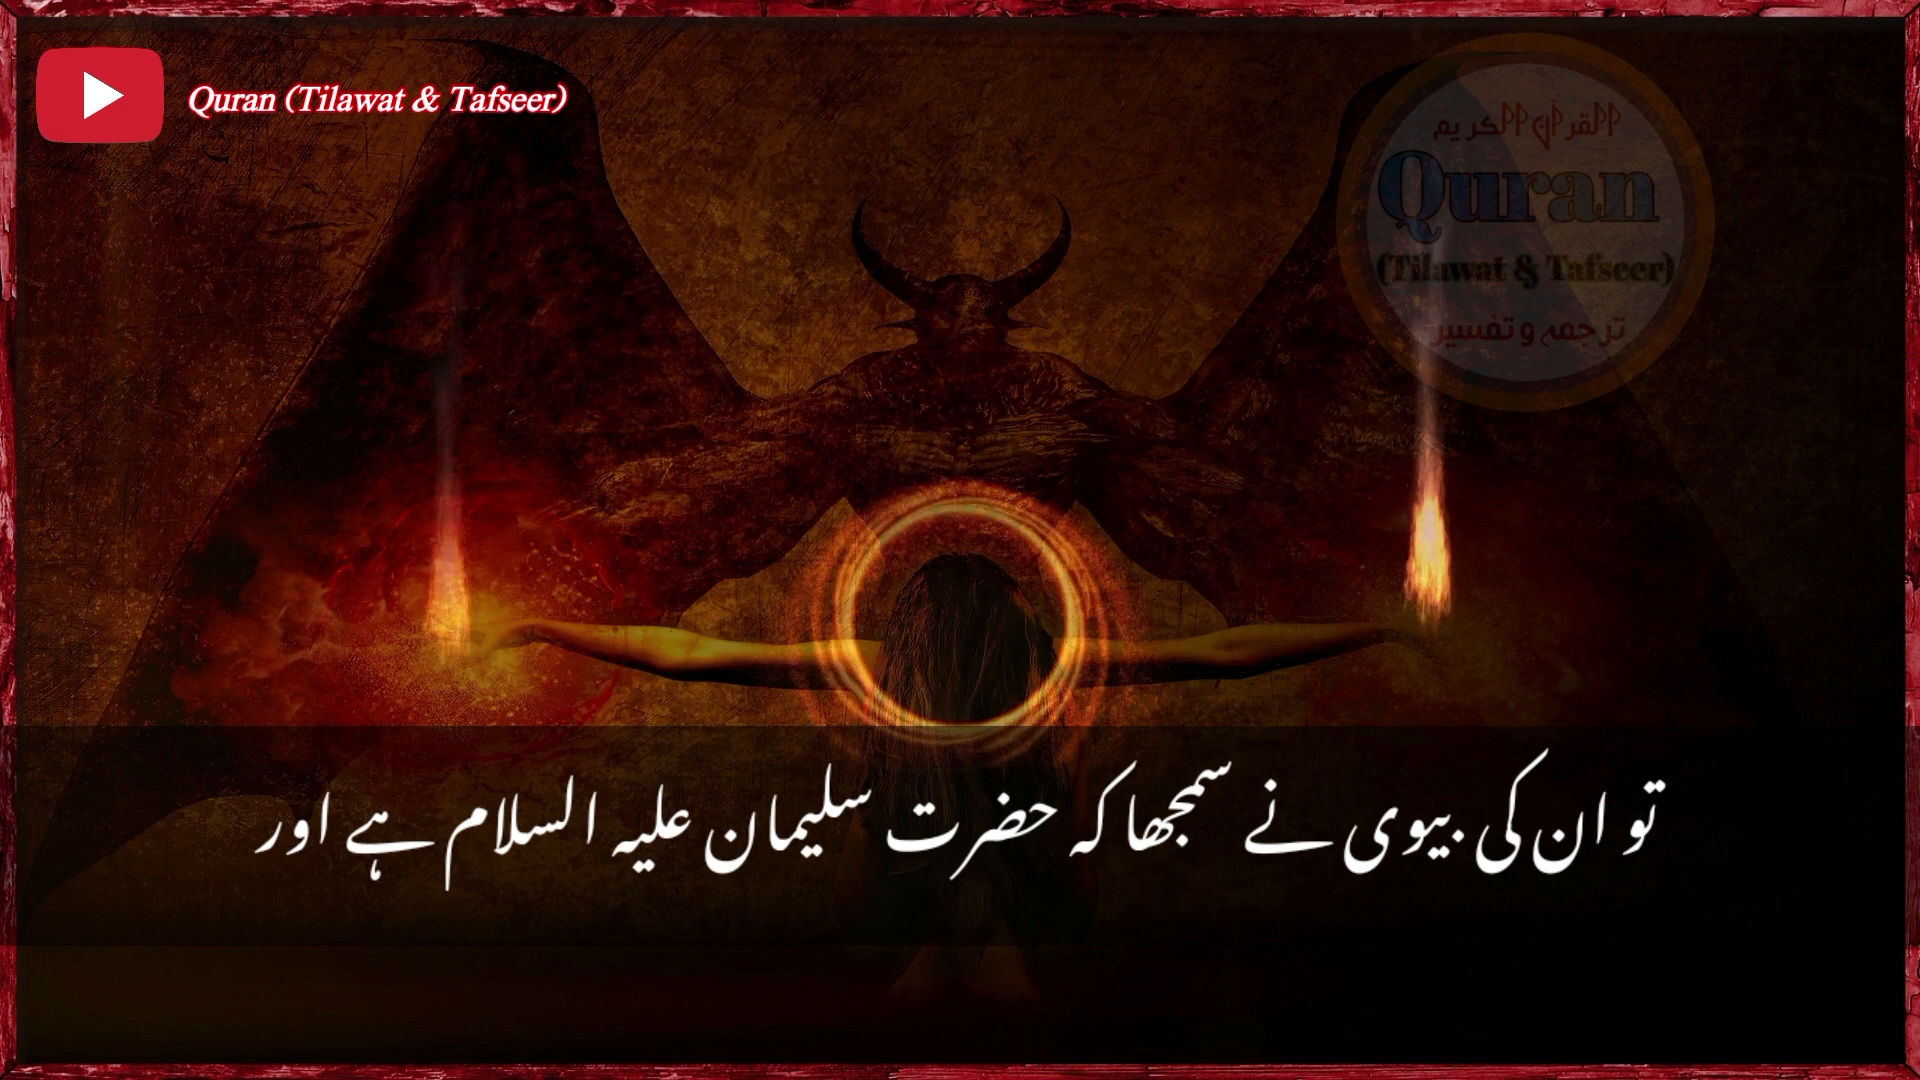 Quran (Tilawat & Tafseer)
القرآن الكريم
Quran
(Tilawat & Tafseer)
ترجمہ و تفسیر
تو ان کی بیوی نے سمجھا کہ حضرت سلیمان علیہ السلام ہے اور